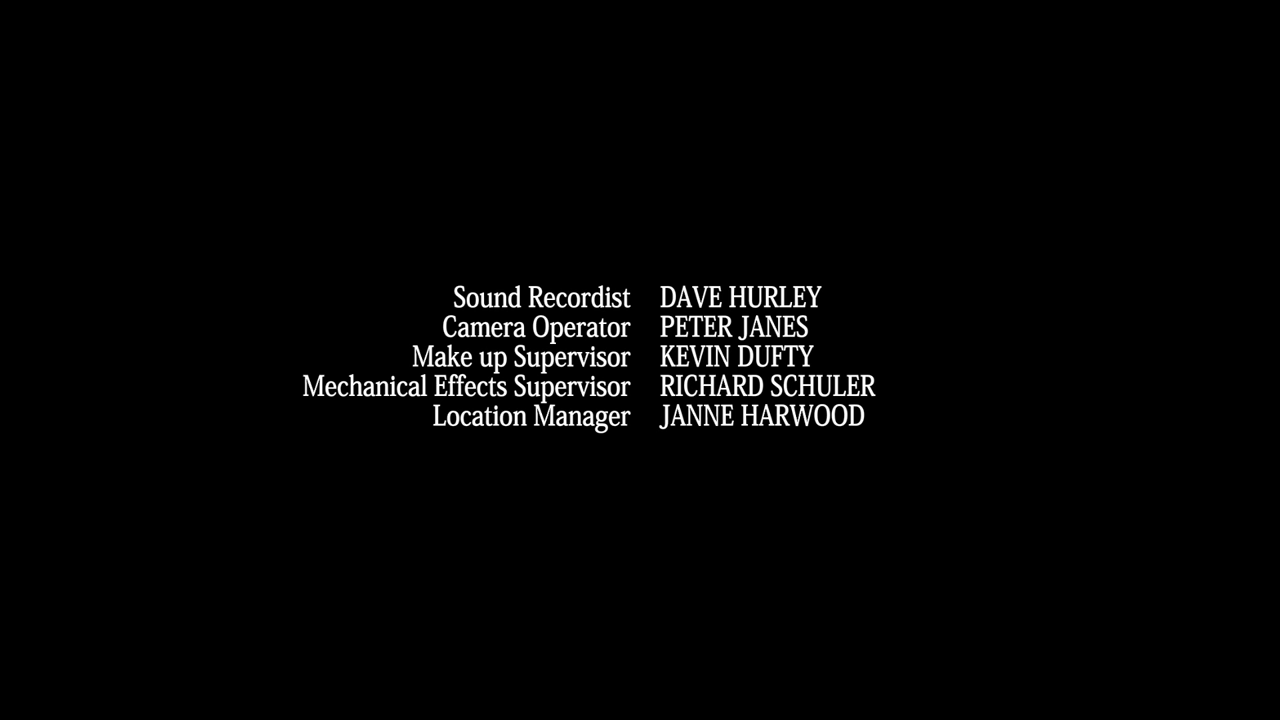 Sound Recordist DAVE HURLEY
Camera Operator PETER JANES
Make up Supervisor KEVIN DUFTY
Mechanical Effects Supervisor RICHARD SCHULER
Location Manager JANNE HARWOOD